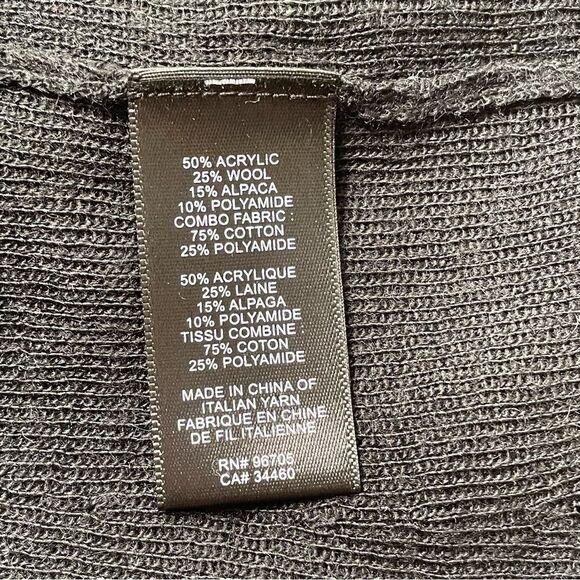 50% ACRYLIC
25% WOOL
15% ALPACA
10% POLYAMIDE
COMBO FABRIC :
75% COTTON
25% POLYAMIDE
50% ACRYLIQUE
25% LAINE
15% ALPAGA
10% POLYAMIDE
TISSU COMBINE
75% COTON
25% POLYAMIDE
MADE IN CHINA OF
ITALIAN YARN
FABRIQUE EN CHINE
DE FIL ITALIENNE
RN# 96705
CA# 34460